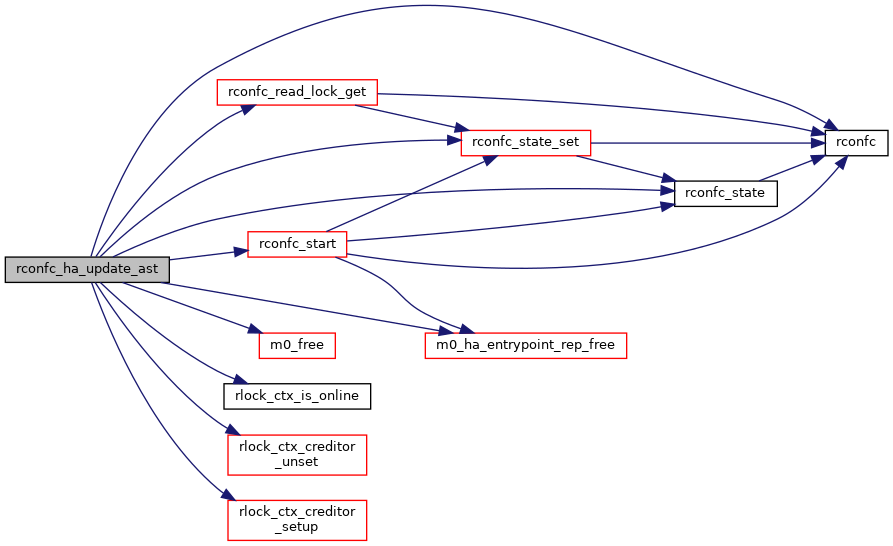 rconfc_read_lock_get
rconfc_state_set
rconfc
rconfc_state
rconfc_start
rconfc_ha_update_ast
m0_free
m0_ha_entrypoint_rep_free
rlock_ctx_is_online
rlock_ctx_creditor
_unset
rlock_ctx_creditor
_setup